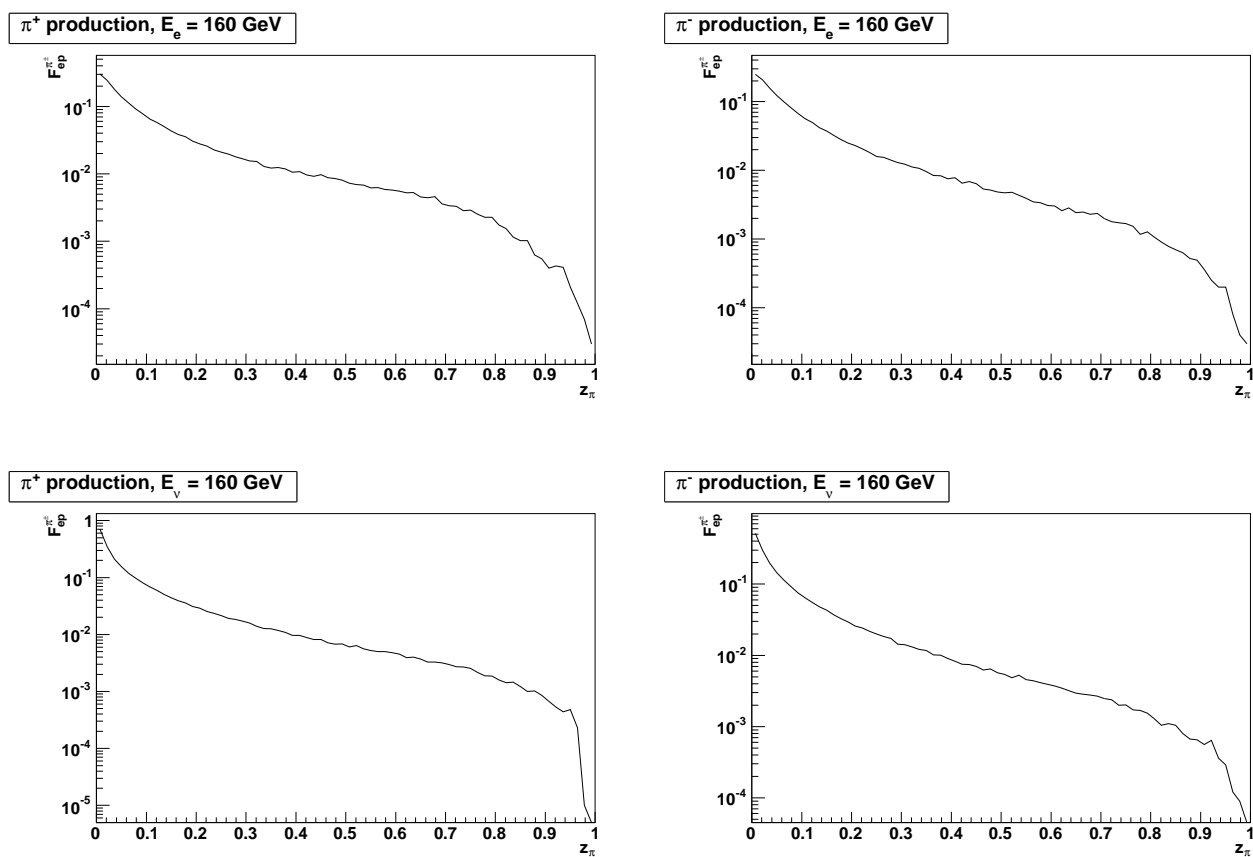 π⁺ production, E_e = 160 GeV
F_ep^π±
10⁻¹
10⁻²
10⁻³
10⁻⁴
0 0.1 0.2 0.3 0.4 0.5 0.6 0.7 0.8 0.9 1
z_π
π⁻ production, E_e = 160 GeV
F_ep^π±
10⁻¹
10⁻²
10⁻³
10⁻⁴
0 0.1 0.2 0.3 0.4 0.5 0.6 0.7 0.8 0.9 1
z_π
π⁺ production, E_ν = 160 GeV
F_ep^π±
1
10⁻¹
10⁻²
10⁻³
10⁻⁴
10⁻⁵
0 0.1 0.2 0.3 0.4 0.5 0.6 0.7 0.8 0.9 1
z_π
π⁻ production, E_ν = 160 GeV
F_ep^π±
10⁻¹
10⁻²
10⁻³
10⁻⁴
0 0.1 0.2 0.3 0.4 0.5 0.6 0.7 0.8 0.9 1
z_π